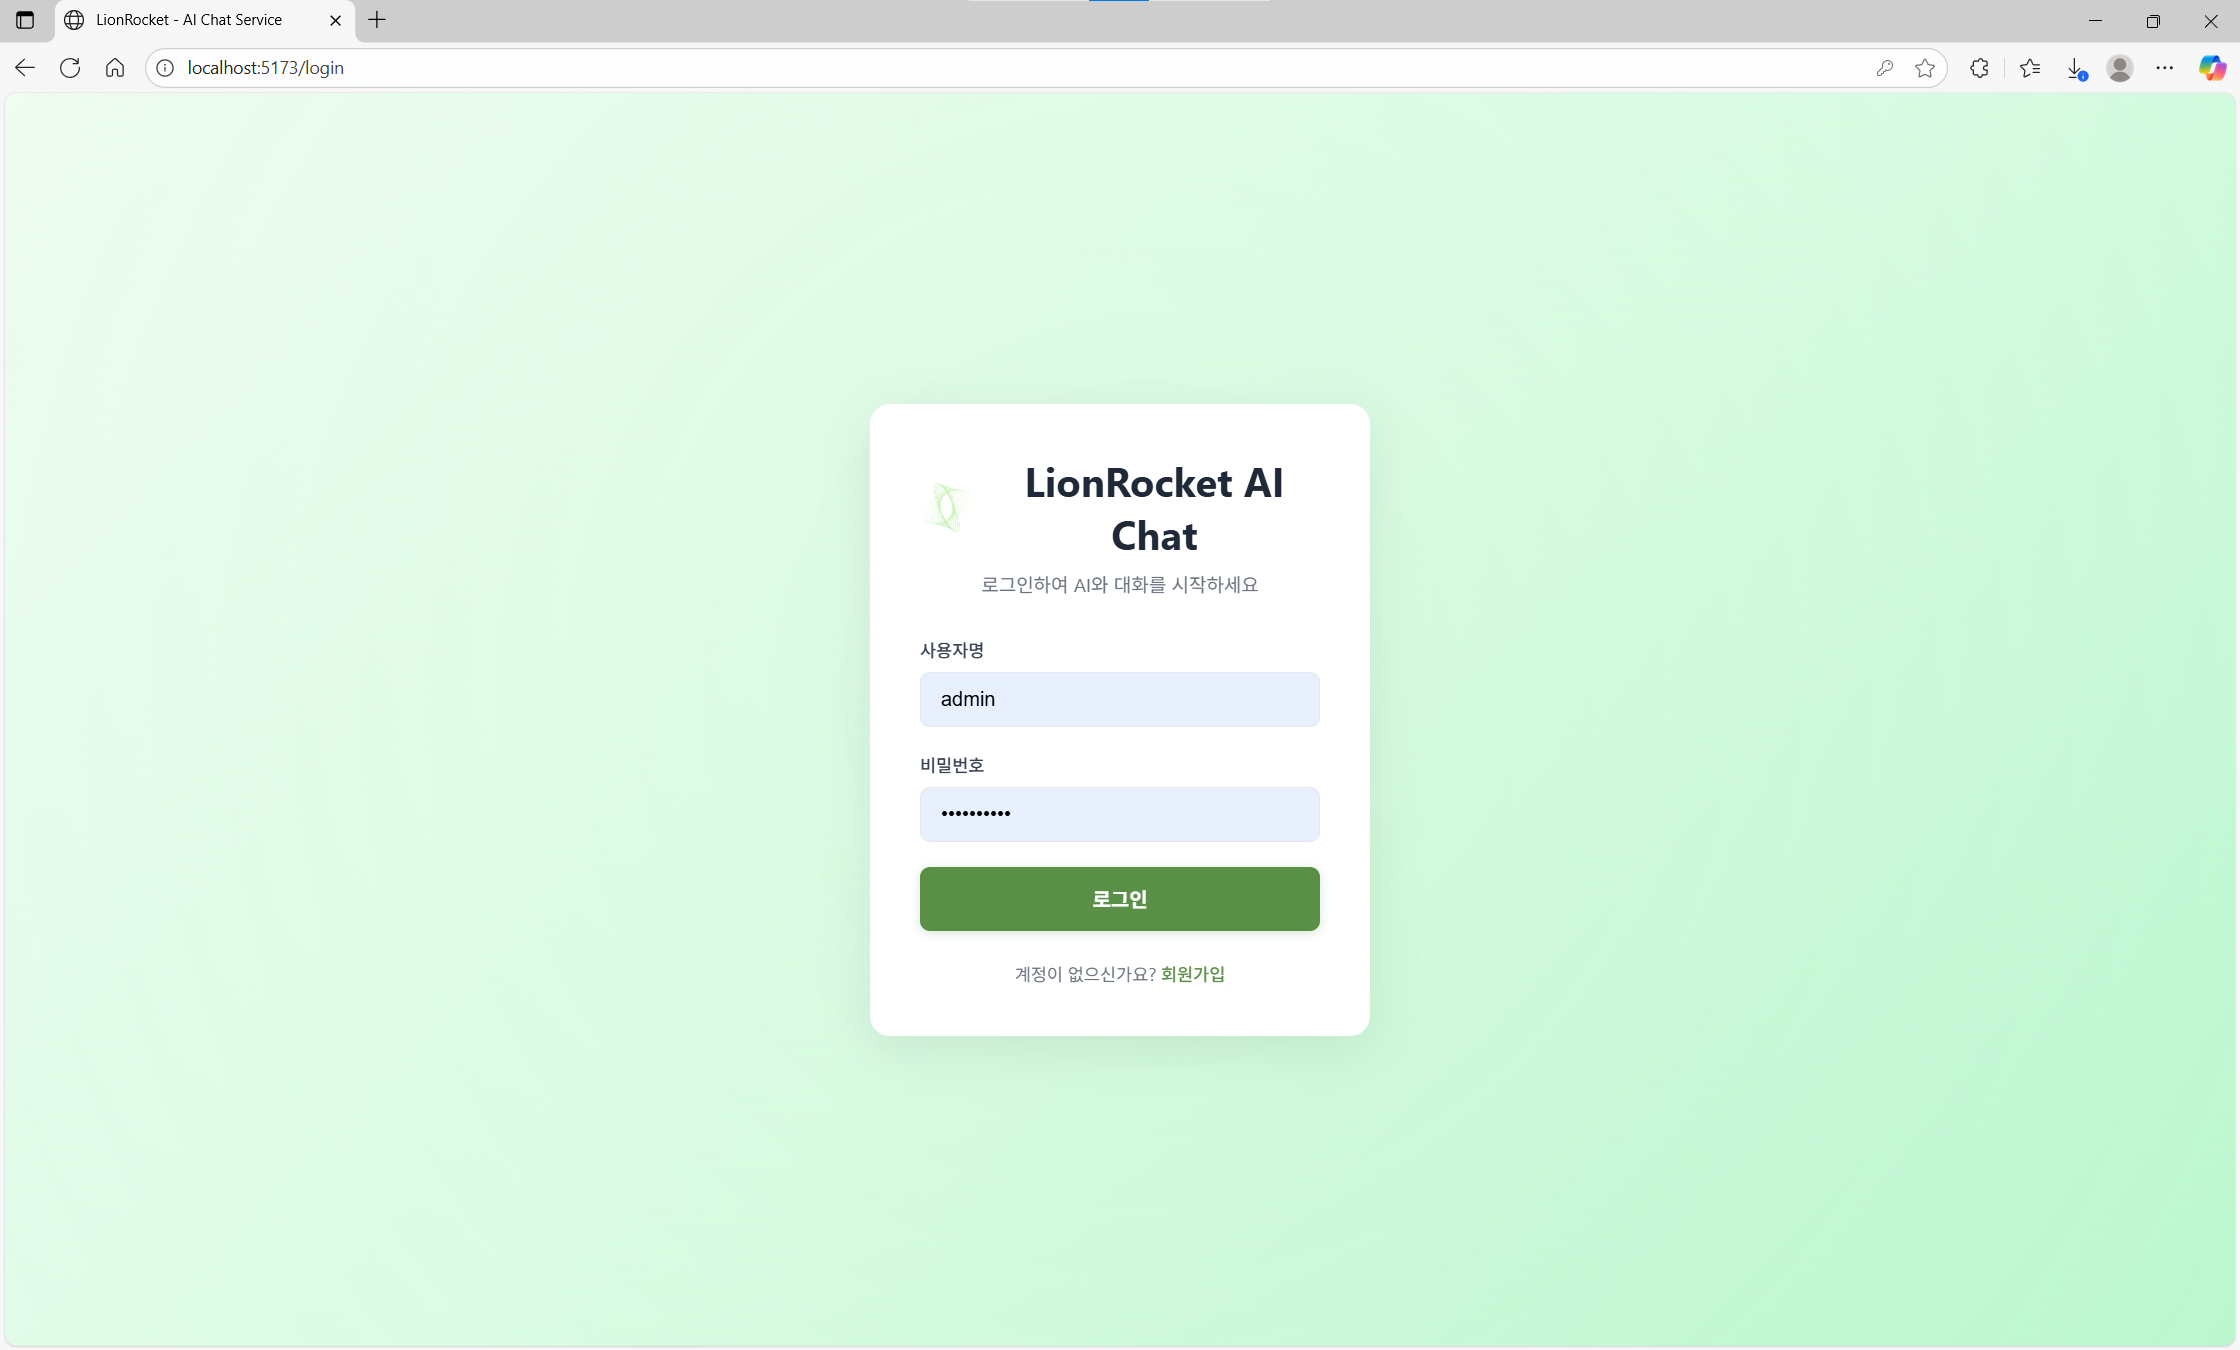 LionRocket - AI Chat Service
localhost:5173/login
LionRocket AI
Chat
로그인하여 AI와 대화를 시작하세요
사용자명
admin
비밀번호
••••••••••
로그인
계정이 없으신가요? 회원가입